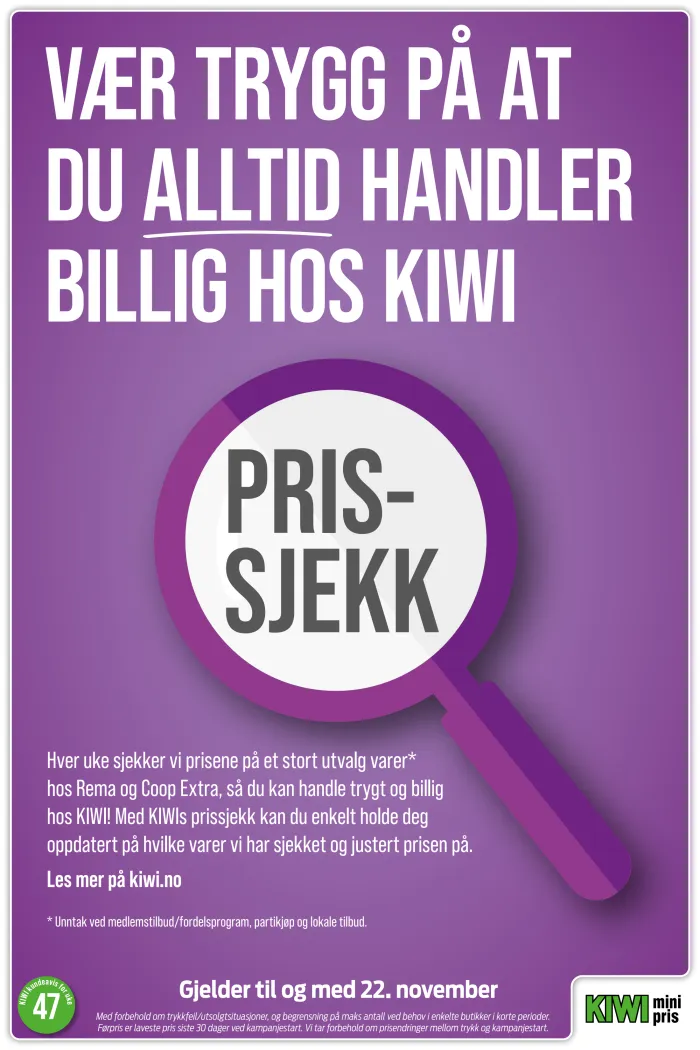 VÆR TRYGG PÅ AT
DU ALLTID HANDLER
BILLIG HOS KIWI
PRIS-
SJEKK
Hver uke sjekker vi prisene på et stort utvalg varer*
hos Rema og Coop Extra, så du kan handle trygt og billig
hos KIWI! Med KIWIs prissjekk kan du enkelt holde deg
oppdatert på hvilke varer vi har sjekket og justert prisen på.
Les mer på kiwi.no
* Unntak ved medlemstilbud/fordelsprogram, partikjøp og lokale tilbud.
KIWI kundeavis for uke
47
Gjelder til og med 22. november
Med forbehold om trykkfeil/utsolgtsituasjoner, og begrensning på maks antall ved behov i enkelte butikker i korte perioder.
Førpris er laveste pris siste 30 dager ved kampanjestart. Vi tar forbehold om prisendringer mellom trykk og kampanjestart.
KIWI mini
pris